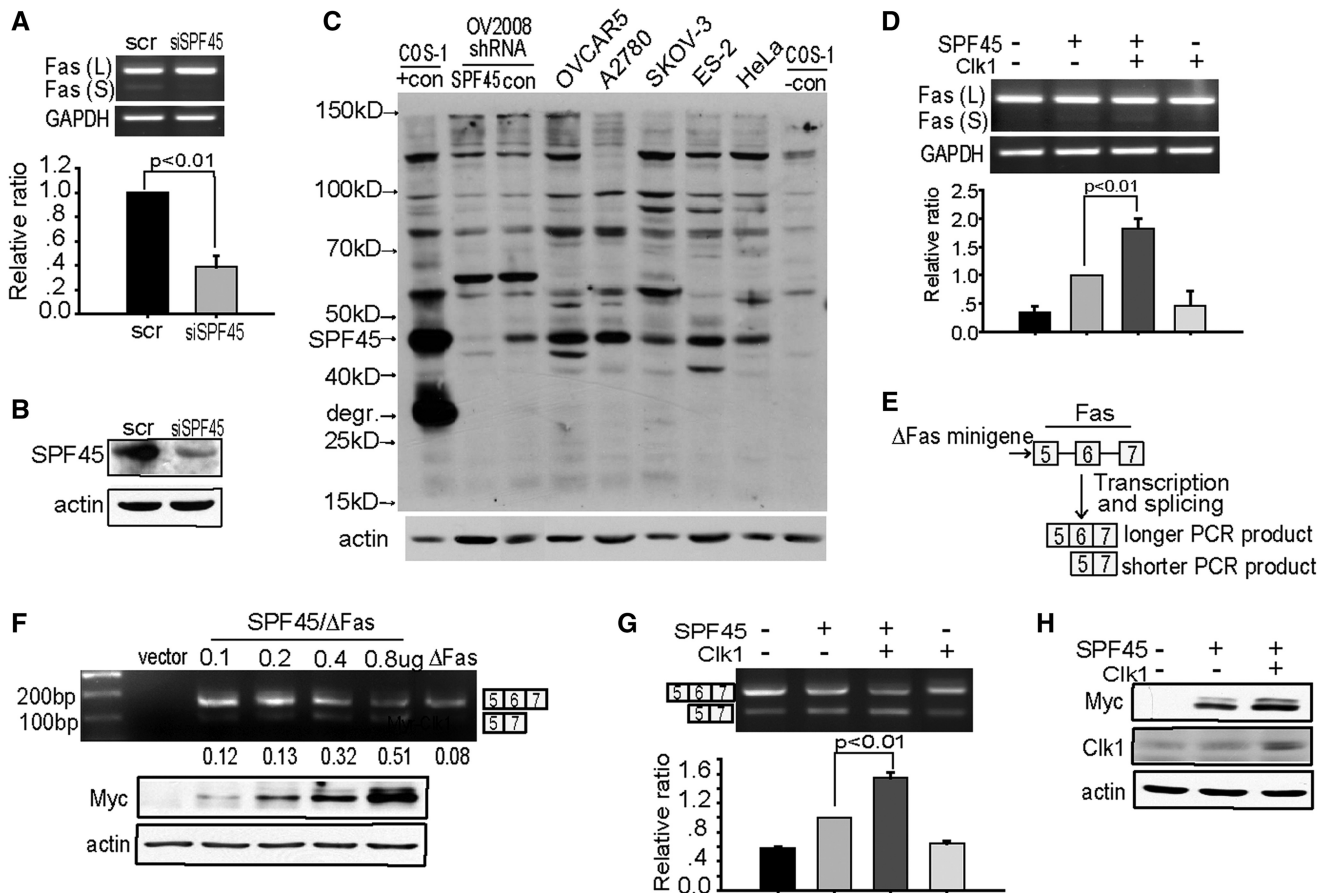 A
scr siSPF45
Fas (L)
Fas (S)
GAPDH
p<0.01
Relative ratio
1.2
1.0
.8
.6
.4
.2
0.0
scr siSPF45
B
scr siSPF45
SPF45
actin
C
COS-1
+con
OV2008
shRNA
SPF45 con
OVCAR5
A2780
SKOV-3
ES-2
HeLa
COS-1
-con
150kD
100kD
70kD
50kD
SPF45
40kD
degr.
25kD
15kD
actin
D
SPF45 - + + -
Clk1 - - + +
Fas (L)
Fas (S)
GAPDH
p<0.01
Relative ratio
2.5
2.0
1.5
1.0
.5
0.0
E
Fas
ΔFas minigene
5 6 7
Transcription
and splicing
5 6 7 longer PCR product
5 7 shorter PCR product
F
SPF45/ΔFas
vector 0.1 0.2 0.4 0.8ug ΔFas
200bp
100bp
5 6 7
5 7
Myc-Clk1
0.12 0.13 0.32 0.51 0.08
Myc
actin
G
SPF45 - + + -
Clk1 - - + +
5 6 7
5 7
p<0.01
Relative ratio
1.6
1.2
.8
.4
0.0
H
SPF45 - + +
Clk1 - - +
Myc
Clk1
actin